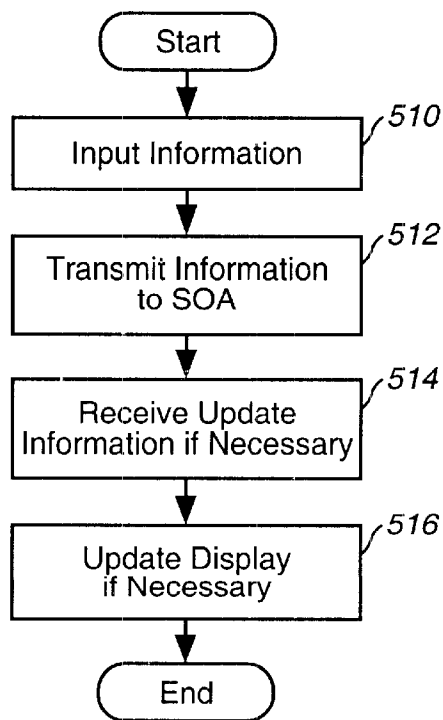 Start
510
Input Information
512
Transmit Information
to SOA
514
Receive Update
Information if Necessary
516
Update Display
if Necessary
End